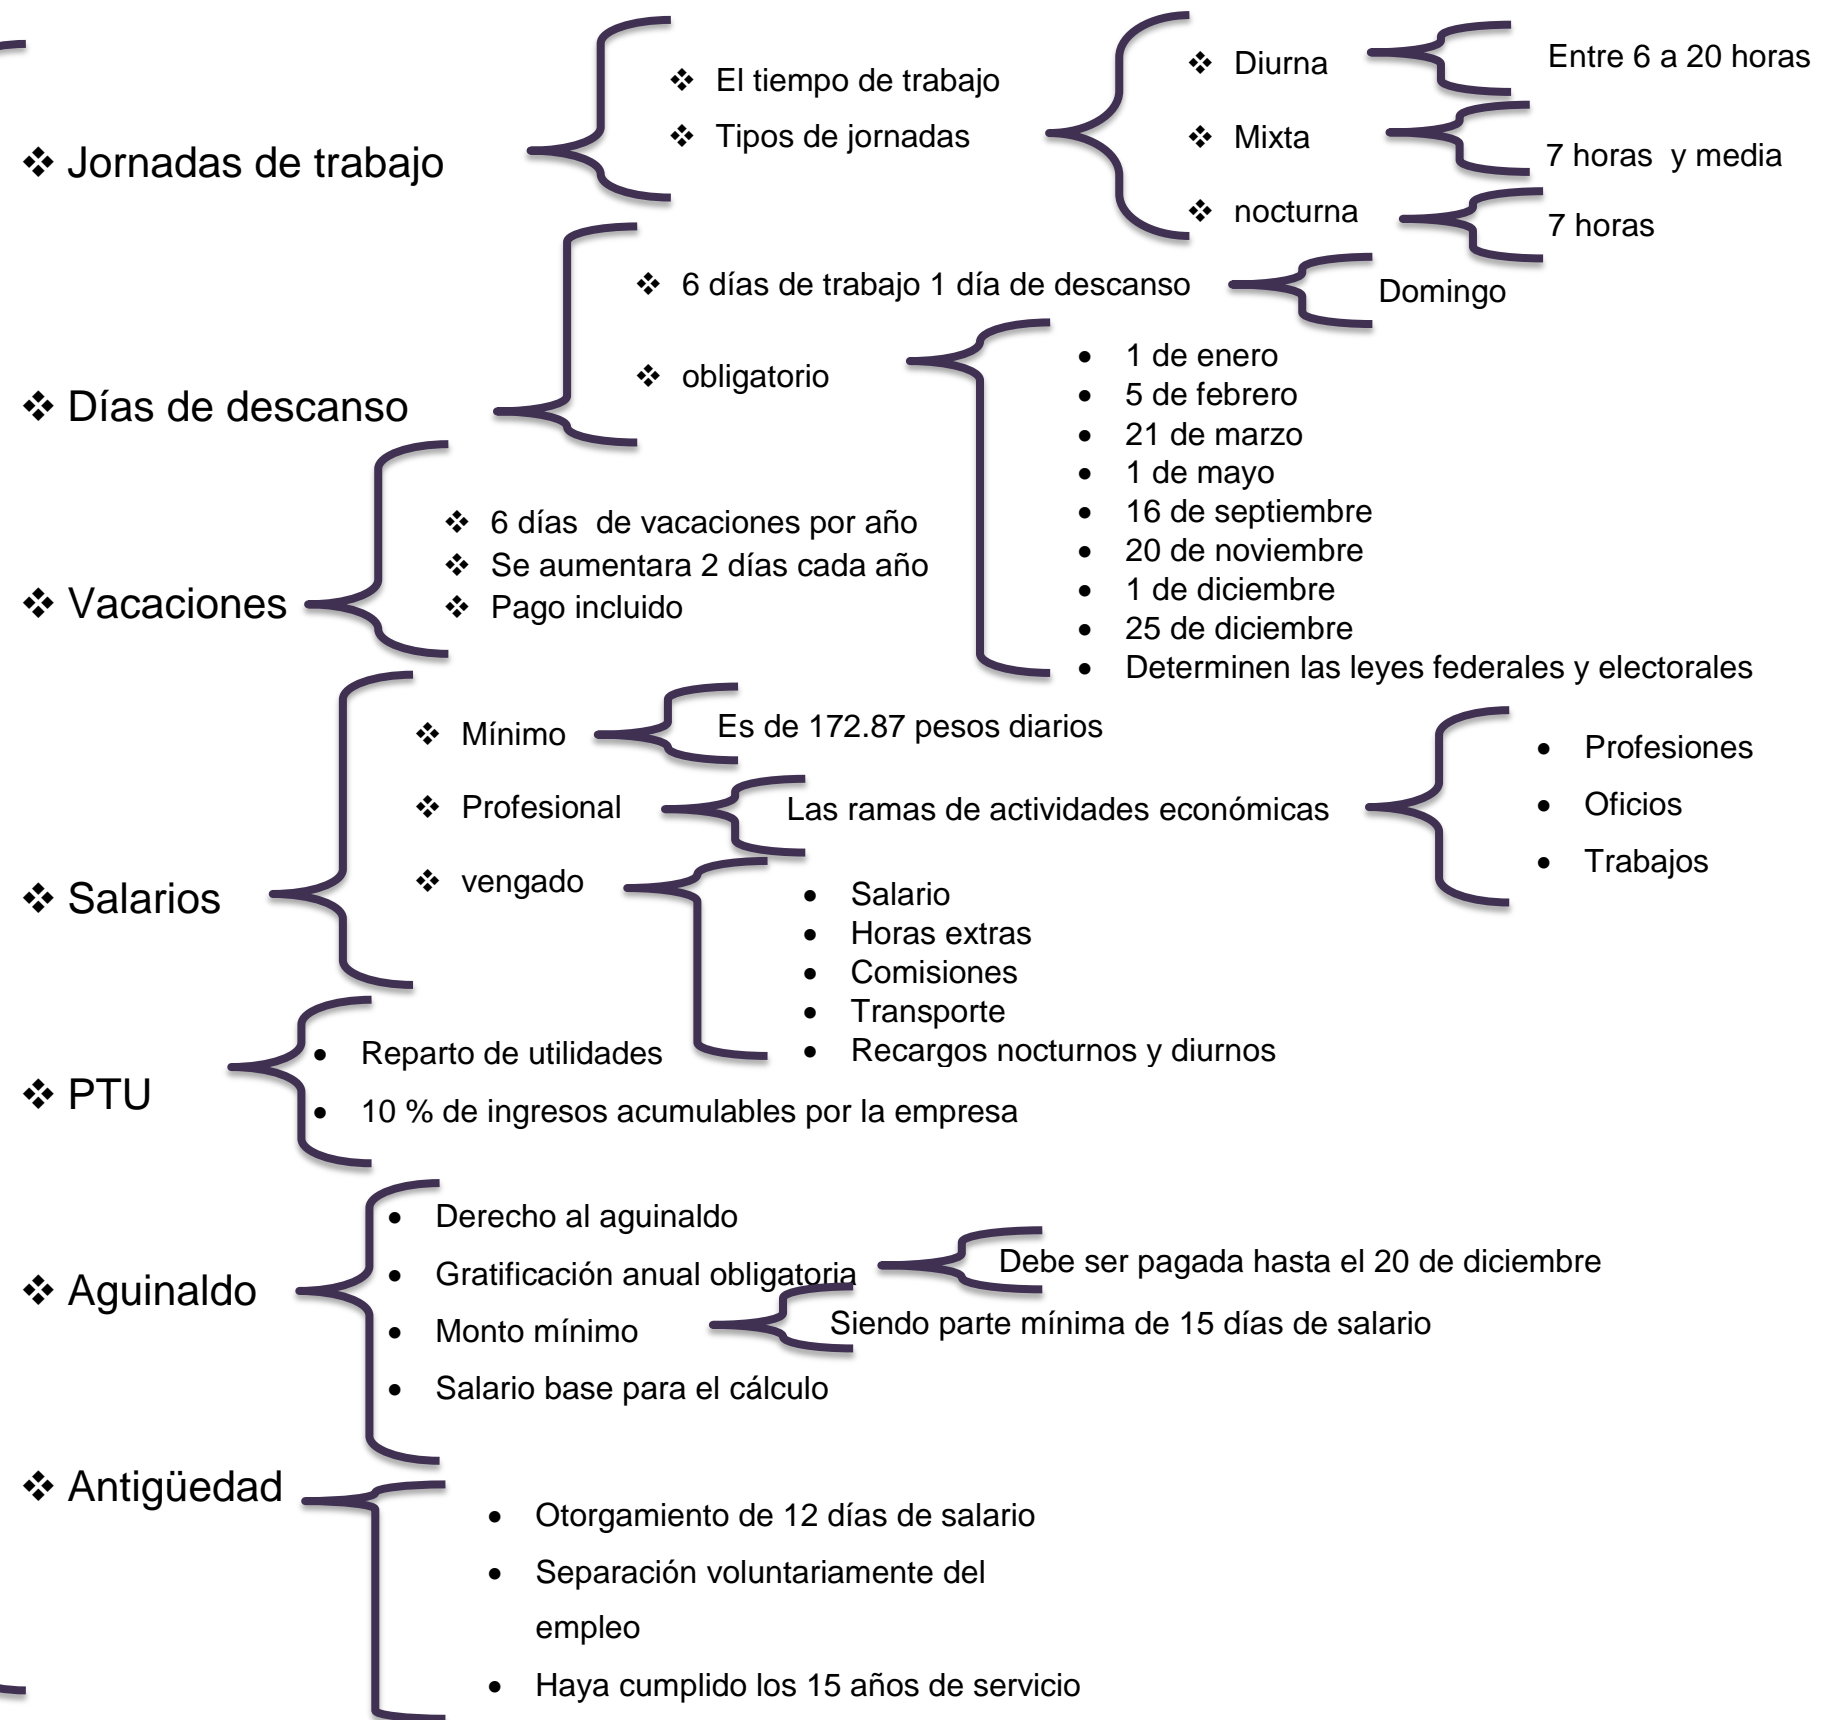 ❖ Jornadas de trabajo
❖ El tiempo de trabajo
❖ Tipos de jornadas
❖ Diurna
Entre 6 a 20 horas
❖ Mixta
7 horas y media
❖ nocturna
7 horas
❖ Días de descanso
❖ 6 días de trabajo 1 día de descanso
Domingo
❖ obligatorio
• 1 de enero
• 5 de febrero
• 21 de marzo
• 1 de mayo
• 16 de septiembre
• 20 de noviembre
• 1 de diciembre
• 25 de diciembre
• Determinen las leyes federales y electorales
❖ Vacaciones
❖ 6 días de vacaciones por año
❖ Se aumentara 2 días cada año
❖ Pago incluido
❖ Salarios
❖ Mínimo
Es de 172.87 pesos diarios
❖ Profesional
Las ramas de actividades económicas
• Profesiones
• Oficios
• Trabajos
❖ vengado
• Salario
• Horas extras
• Comisiones
• Transporte
• Recargos nocturnos y diurnos
❖ PTU
• Reparto de utilidades
• 10 % de ingresos acumulables por la empresa
❖ Aguinaldo
• Derecho al aguinaldo
• Gratificación anual obligatoria
Debe ser pagada hasta el 20 de diciembre
• Monto mínimo
Siendo parte mínima de 15 días de salario
• Salario base para el cálculo
❖ Antigüedad
• Otorgamiento de 12 días de salario
• Separación voluntariamente del
empleo
• Haya cumplido los 15 años de servicio